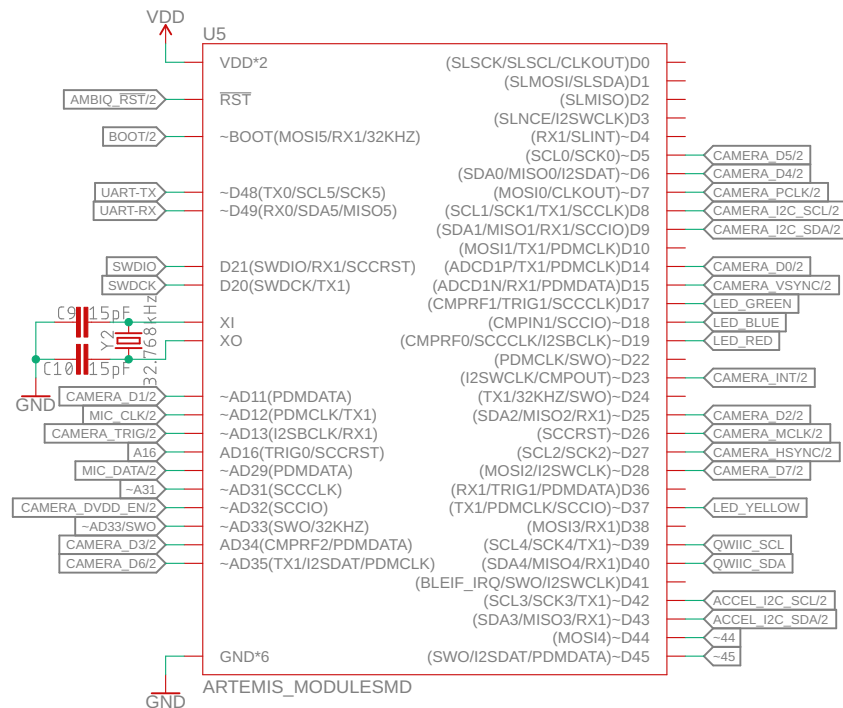 VDD
U5
VDD*2
(SLSCK/SLSCL/CLKOUT)D0
(SLMOSI/SLSDA)D1
AMBIQ_RST/2
RST
(SLMISO)D2
(SLNCE/I2SWCLK)D3
BOOT/2
~BOOT(MOSI5/RX1/32KHZ)
(RX1/SLINT)~D4
(SCL0/SCK0)~D5
CAMERA_D5/2
(SDA0/MISO0/I2SDAT)~D6
CAMERA_D4/2
UART-TX
~D48(TX0/SCL5/SCK5)
(MOSI0/CLKOUT)~D7
CAMERA_PCLK/2
UART-RX
~D49(RX0/SDA5/MISO5)
(SCL1/SCK1/TX1/SCCLK)D8
CAMERA_I2C_SCL/2
(SDA1/MISO1/RX1/SCCIO)D9
CAMERA_I2C_SDA/2
(MOSI1/TX1/PDMCLK)D10
SWDIO
D21(SWDIO/RX1/SCCRST)
(ADCD1P/TX1/PDMCLK)D14
CAMERA_D0/2
SWDCK
D20(SWDCK/TX1)
(ADCD1N/RX1/PDMDATA)D15
CAMERA_VSYNC/2
(CMPRF1/TRIG1/SCCCLK)D17
LED_GREEN
C9
15pF
XI
(CMPIN1/SCCIO)~D18
LED_BLUE
Y2
32.768kHz
XO
(CMPRF0/SCCCLK/I2SBCLK)~D19
LED_RED
C10
15pF
(PDMCLK/SWO)~D22
(I2SWCLK/CMPOUT)~D23
CAMERA_INT/2
GND
CAMERA_D1/2
~AD11(PDMDATA)
(TX1/32KHZ/SWO)~D24
MIC_CLK/2
~AD12(PDMCLK/TX1)
(SDA2/MISO2/RX1)~D25
CAMERA_D2/2
CAMERA_TRIG/2
~AD13(I2SBCLK/RX1)
(SCCRST)~D26
CAMERA_MCLK/2
A16
AD16(TRIG0/SCCRST)
(SCL2/SCK2)~D27
CAMERA_HSYNC/2
MIC_DATA/2
~AD29(PDMDATA)
(MOSI2/I2SWCLK)~D28
CAMERA_D7/2
~A31
~AD31(SCCCLK)
(RX1/TRIG1/PDMDATA)D36
CAMERA_DVDD_EN/2
~AD32(SCCIO)
(TX1/PDMCLK/SCCIO)~D37
LED_YELLOW
~AD33/SWO
~AD33(SWO/32KHZ)
(MOSI3/RX1)D38
CAMERA_D3/2
AD34(CMPRF2/PDMDATA)
(SCL4/SCK4/TX1)~D39
QWIIC_SCL
CAMERA_D6/2
~AD35(TX1/I2SDAT/PDMCLK)
(SDA4/MISO4/RX1)D40
QWIIC_SDA
(BLEIF_IRQ/SWO/I2SWCLK)D41
(SCL3/SCK3/TX1)~D42
ACCEL_I2C_SCL/2
(SDA3/MISO3/RX1)~D43
ACCEL_I2C_SDA/2
(MOSI4)~D44
~44
GND*6
(SWO/I2SDAT/PDMDATA)~D45
~45
ARTEMIS_MODULESMD
GND